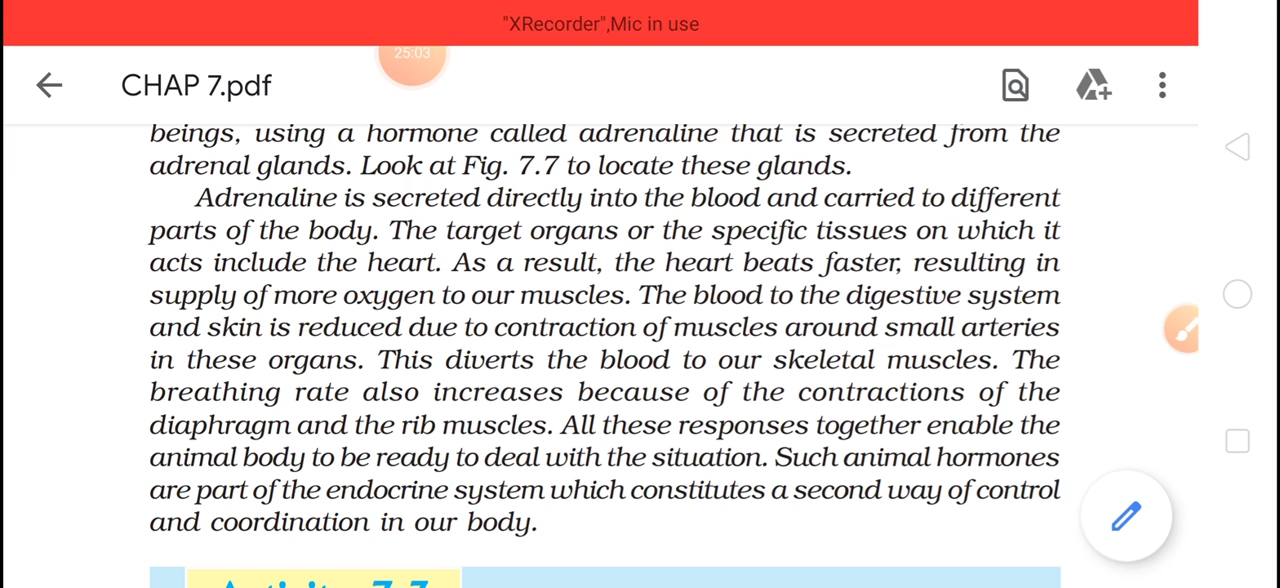 "XRecorder",Mic in use
25:03
CHAP 7.pdf
beings, using a hormone called adrenaline that is secreted from the
adrenal glands. Look at Fig. 7.7 to locate these glands.
Adrenaline is secreted directly into the blood and carried to different
parts of the body. The target organs or the specific tissues on which it
acts include the heart. As a result, the heart beats faster, resulting in
supply of more oxygen to our muscles. The blood to the digestive system
and skin is reduced due to contraction of muscles around small arteries
in these organs. This diverts the blood to our skeletal muscles. The
breathing rate also increases because of the contractions of the
diaphragm and the rib muscles. All these responses together enable the
animal body to be ready to deal with the situation. Such animal hormones
are part of the endocrine system which constitutes a second way of control
and coordination in our body.
Activity 7.3